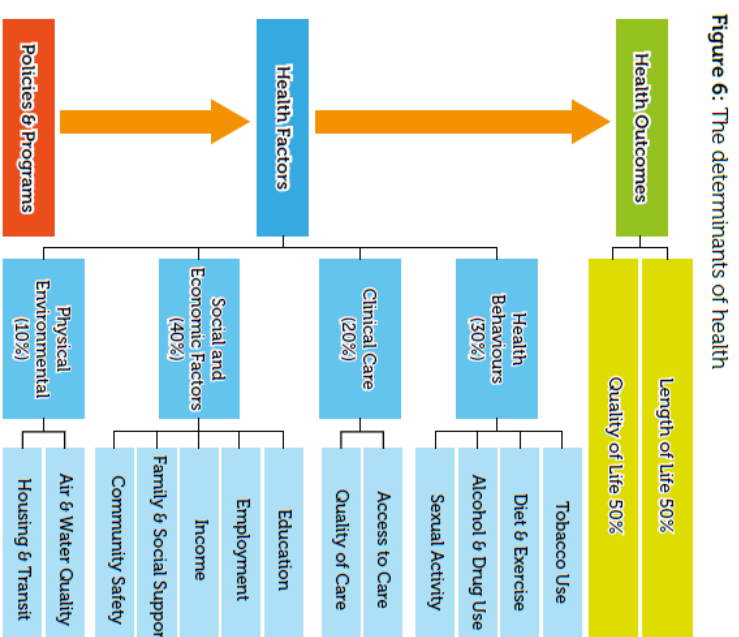 Figure 6: The determinants of health
Health Outcomes
Length of Life 50%
Quality of Life 50%
Health Factors
Health
Behaviours
(30%)
Tobacco Use
Diet & Exercise
Alcohol & Drug Use
Sexual Activity
Clinical Care
(20%)
Access to Care
Quality of Care
Social and
Economic Factors
(40%)
Education
Employment
Income
Family & Social Suppor
Community Safety
Physical
Environmental
(10%)
Air & Water Quality
Housing & Transit
Policies & Programs